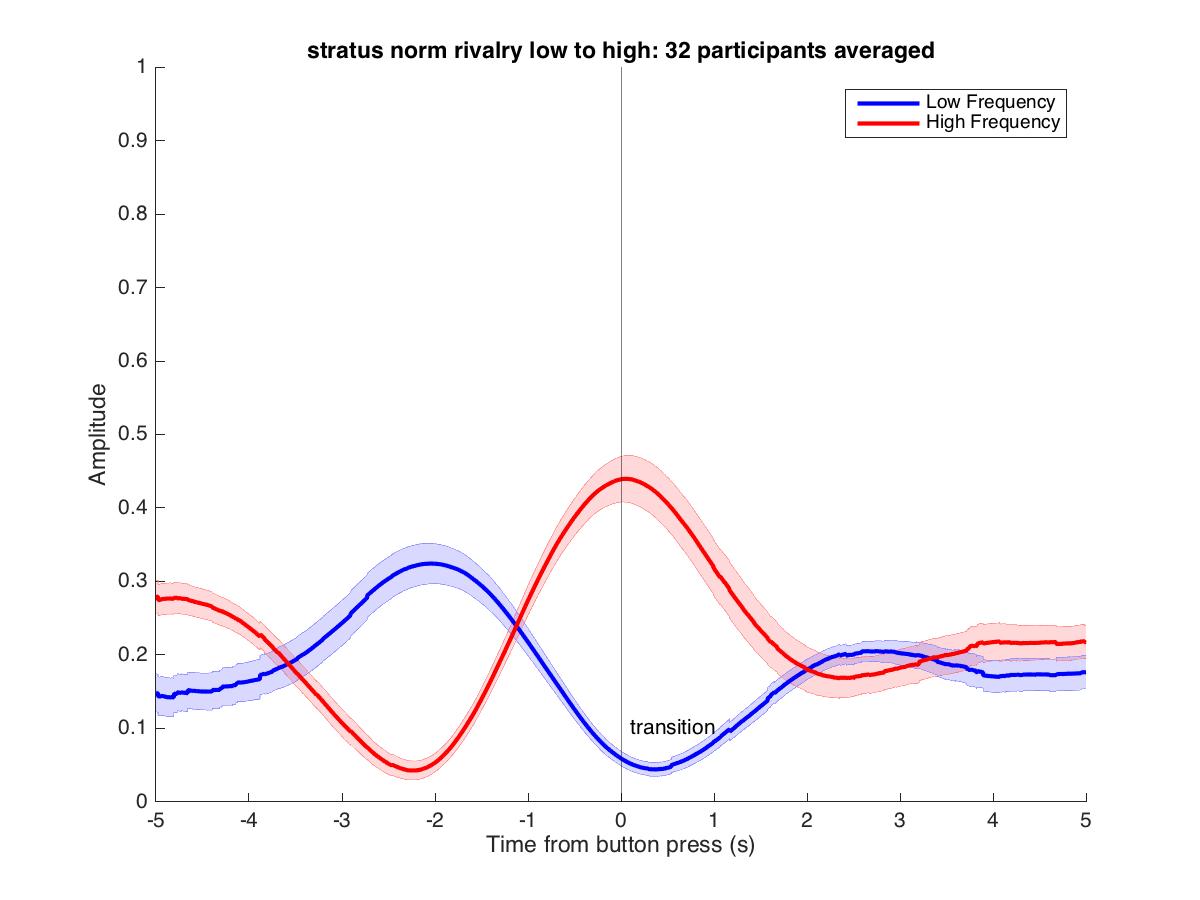 stratus norm rivalry low to high: 32 participants averaged
1
0.9
0.8
0.7
0.6
0.5
0.4
0.3
0.2
0.1
0
Amplitude
Low Frequency
High Frequency
transition
-5 -4 -3 -2 -1 0 1 2 3 4 5
Time from button press (s)